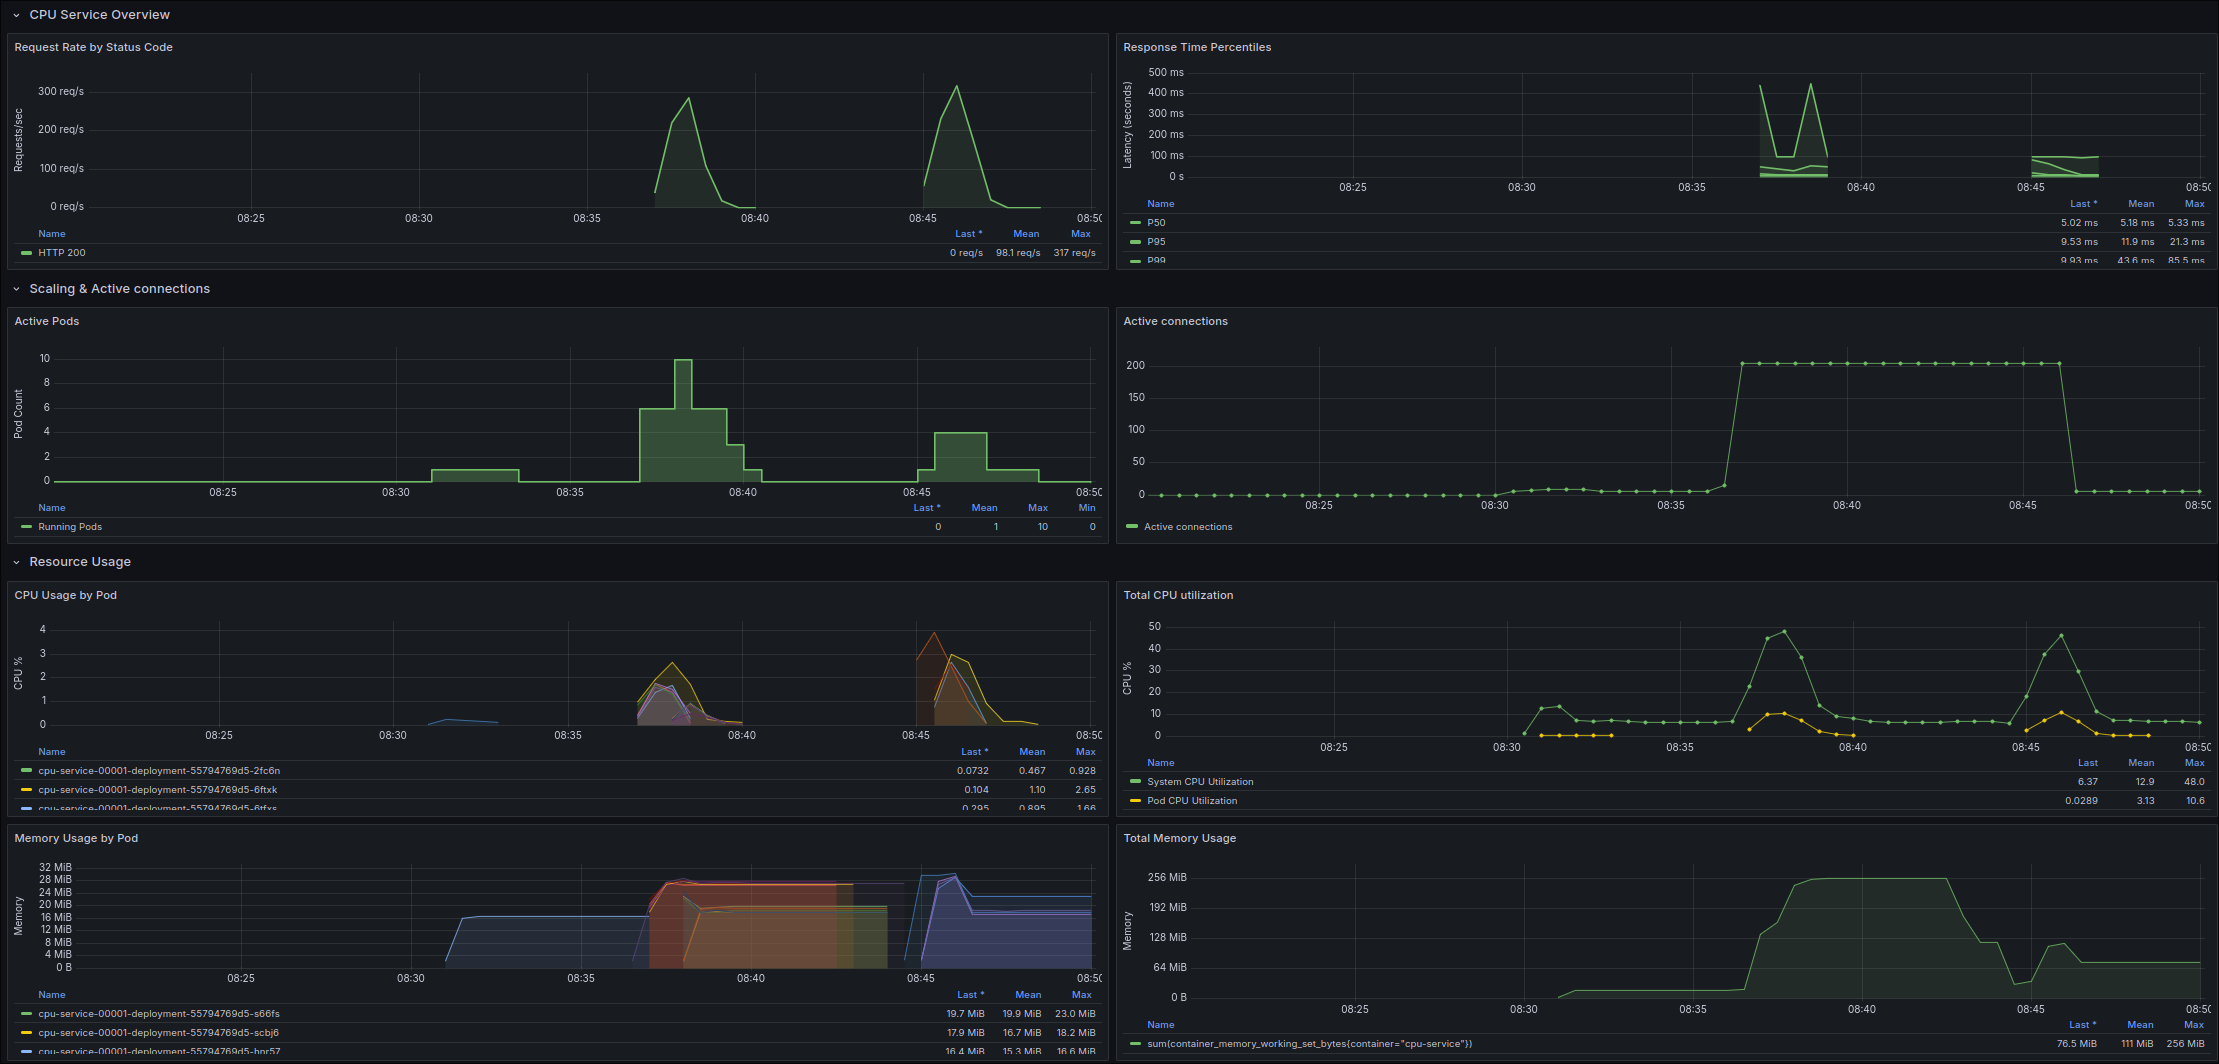 CPU Service Overview
Request Rate by Status Code
Requests/sec
300 req/s
200 req/s
100 req/s
0 req/s
08:25 08:30 08:35 08:40 08:45 08:50
Name Last * Mean Max
HTTP 200 0 req/s 98.1 req/s 317 req/s
Response Time Percentiles
Latency (seconds)
500 ms
400 ms
300 ms
200 ms
100 ms
0 s
08:25 08:30 08:35 08:40 08:45 08:50
Name Last * Mean Max
P50 5.02 ms 5.18 ms 5.33 ms
P95 9.53 ms 11.9 ms 21.3 ms
P99 9.93 ms 43.6 ms 85.5 ms
Scaling & Active connections
Active Pods
Pod Count
10
8
6
4
2
0
08:25 08:30 08:35 08:40 08:45 08:50
Name Last * Mean Max Min
Running Pods 0 1 10 0
Active connections
200
150
100
50
0
08:25 08:30 08:35 08:40 08:45 08:50
Active connections
Resource Usage
CPU Usage by Pod
CPU %
4
3
2
1
0
08:25 08:30 08:35 08:40 08:45 08:50
Name Last * Mean Max
cpu-service-00001-deployment-55794769d5-2fc6n 0.0732 0.467 0.928
cpu-service-00001-deployment-55794769d5-6ftxk 0.104 1.10 2.65
cpu-service-00001-deployment-55794769d5-6tfxs 0.295 0.895 1.66
Total CPU utilization
CPU %
50
40
30
20
10
0
08:25 08:30 08:35 08:40 08:45 08:50
Name Last Mean Max
System CPU Utilization 6.37 12.9 48.0
Pod CPU Utilization 0.0289 3.13 10.6
Memory Usage by Pod
Memory
32 MiB
28 MiB
24 MiB
20 MiB
16 MiB
12 MiB
8 MiB
4 MiB
0 B
08:25 08:30 08:35 08:40 08:45 08:50
Name Last * Mean Max
cpu-service-00001-deployment-55794769d5-s66fs 19.7 MiB 19.9 MiB 23.0 MiB
cpu-service-00001-deployment-55794769d5-scbj6 17.9 MiB 16.7 MiB 18.2 MiB
cpu-service-00001-deployment-55794769d5-hnr57 16.4 MiB 15.3 MiB 16.6 MiB
Total Memory Usage
Memory
256 MiB
192 MiB
128 MiB
64 MiB
0 B
08:25 08:30 08:35 08:40 08:45 08:50
Name Last * Mean Max
sum(container_memory_working_set_bytes{container="cpu-service"}) 76.5 MiB 111 MiB 256 MiB